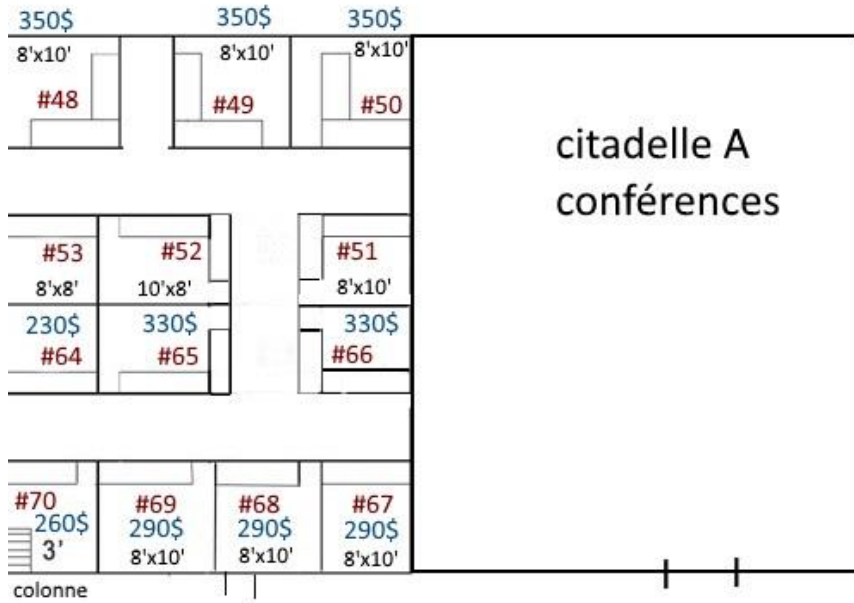 350$ 350$ 350$
8'x10' 8'x10' 8'x10'
#48 #49 #50
citadelle A
conférences
#53 #52 #51
8'x8' 10'x8' 8'x10'
230$ 330$ 330$
#64 #65 #66
#70 #69 #68 #67
260$ 290$ 290$ 290$
3' 8'x10' 8'x10' 8'x10'
colonne